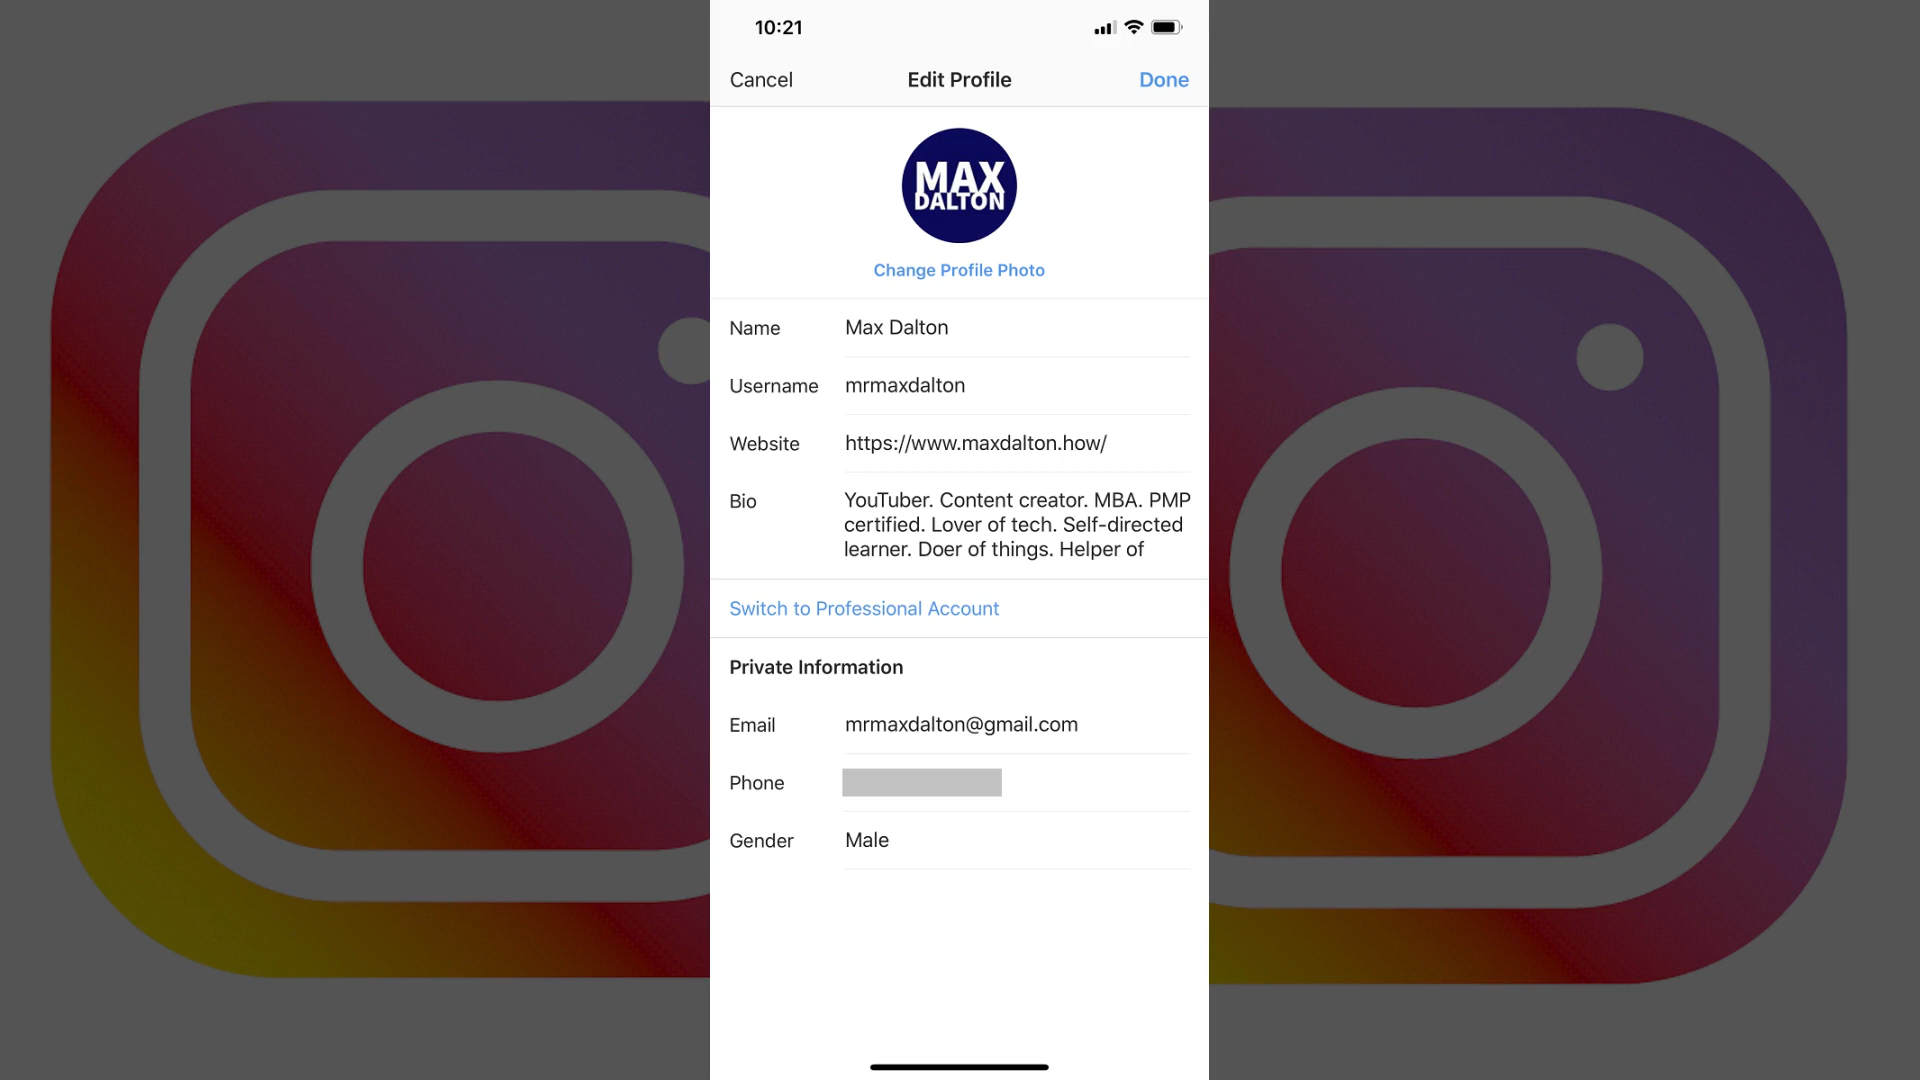 10:21
Cancel Edit Profile Done
MAX
DALTON
Change Profile Photo
Name Max Dalton
Username mrmaxdalton
Website https://www.maxdalton.how/
Bio YouTuber. Content creator. MBA. PMP
certified. Lover of tech. Self-directed
learner. Doer of things. Helper of
Switch to Professional Account
Private Information
Email mrmaxdalton@gmail.com
Phone
Gender Male